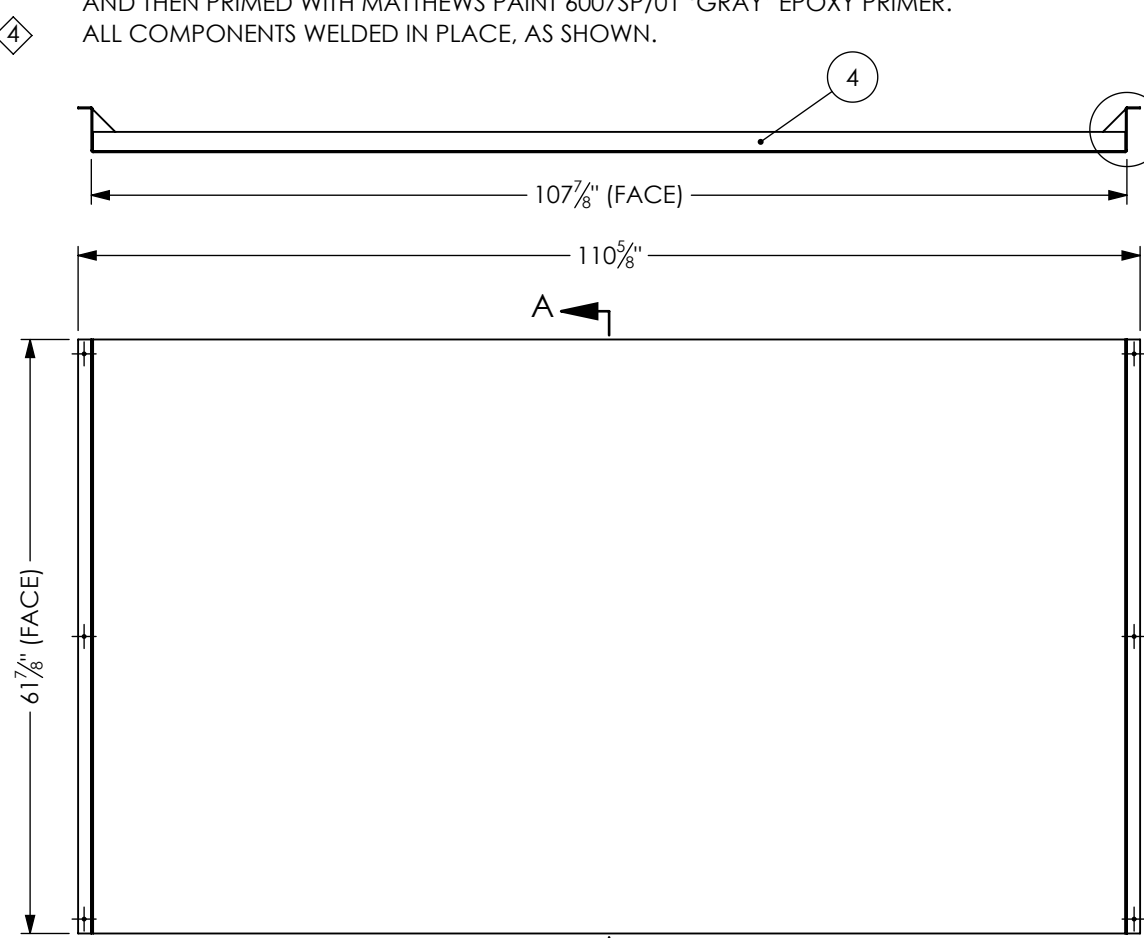 AND THEN PRIMED WITH MATTHEWS PAINT 6007SP/01 "GRAY" EPOXY PRIMER.
4 ALL COMPONENTS WELDED IN PLACE, AS SHOWN.
4
107⅞" (FACE)
110⅝"
A
61⅞" (FACE)